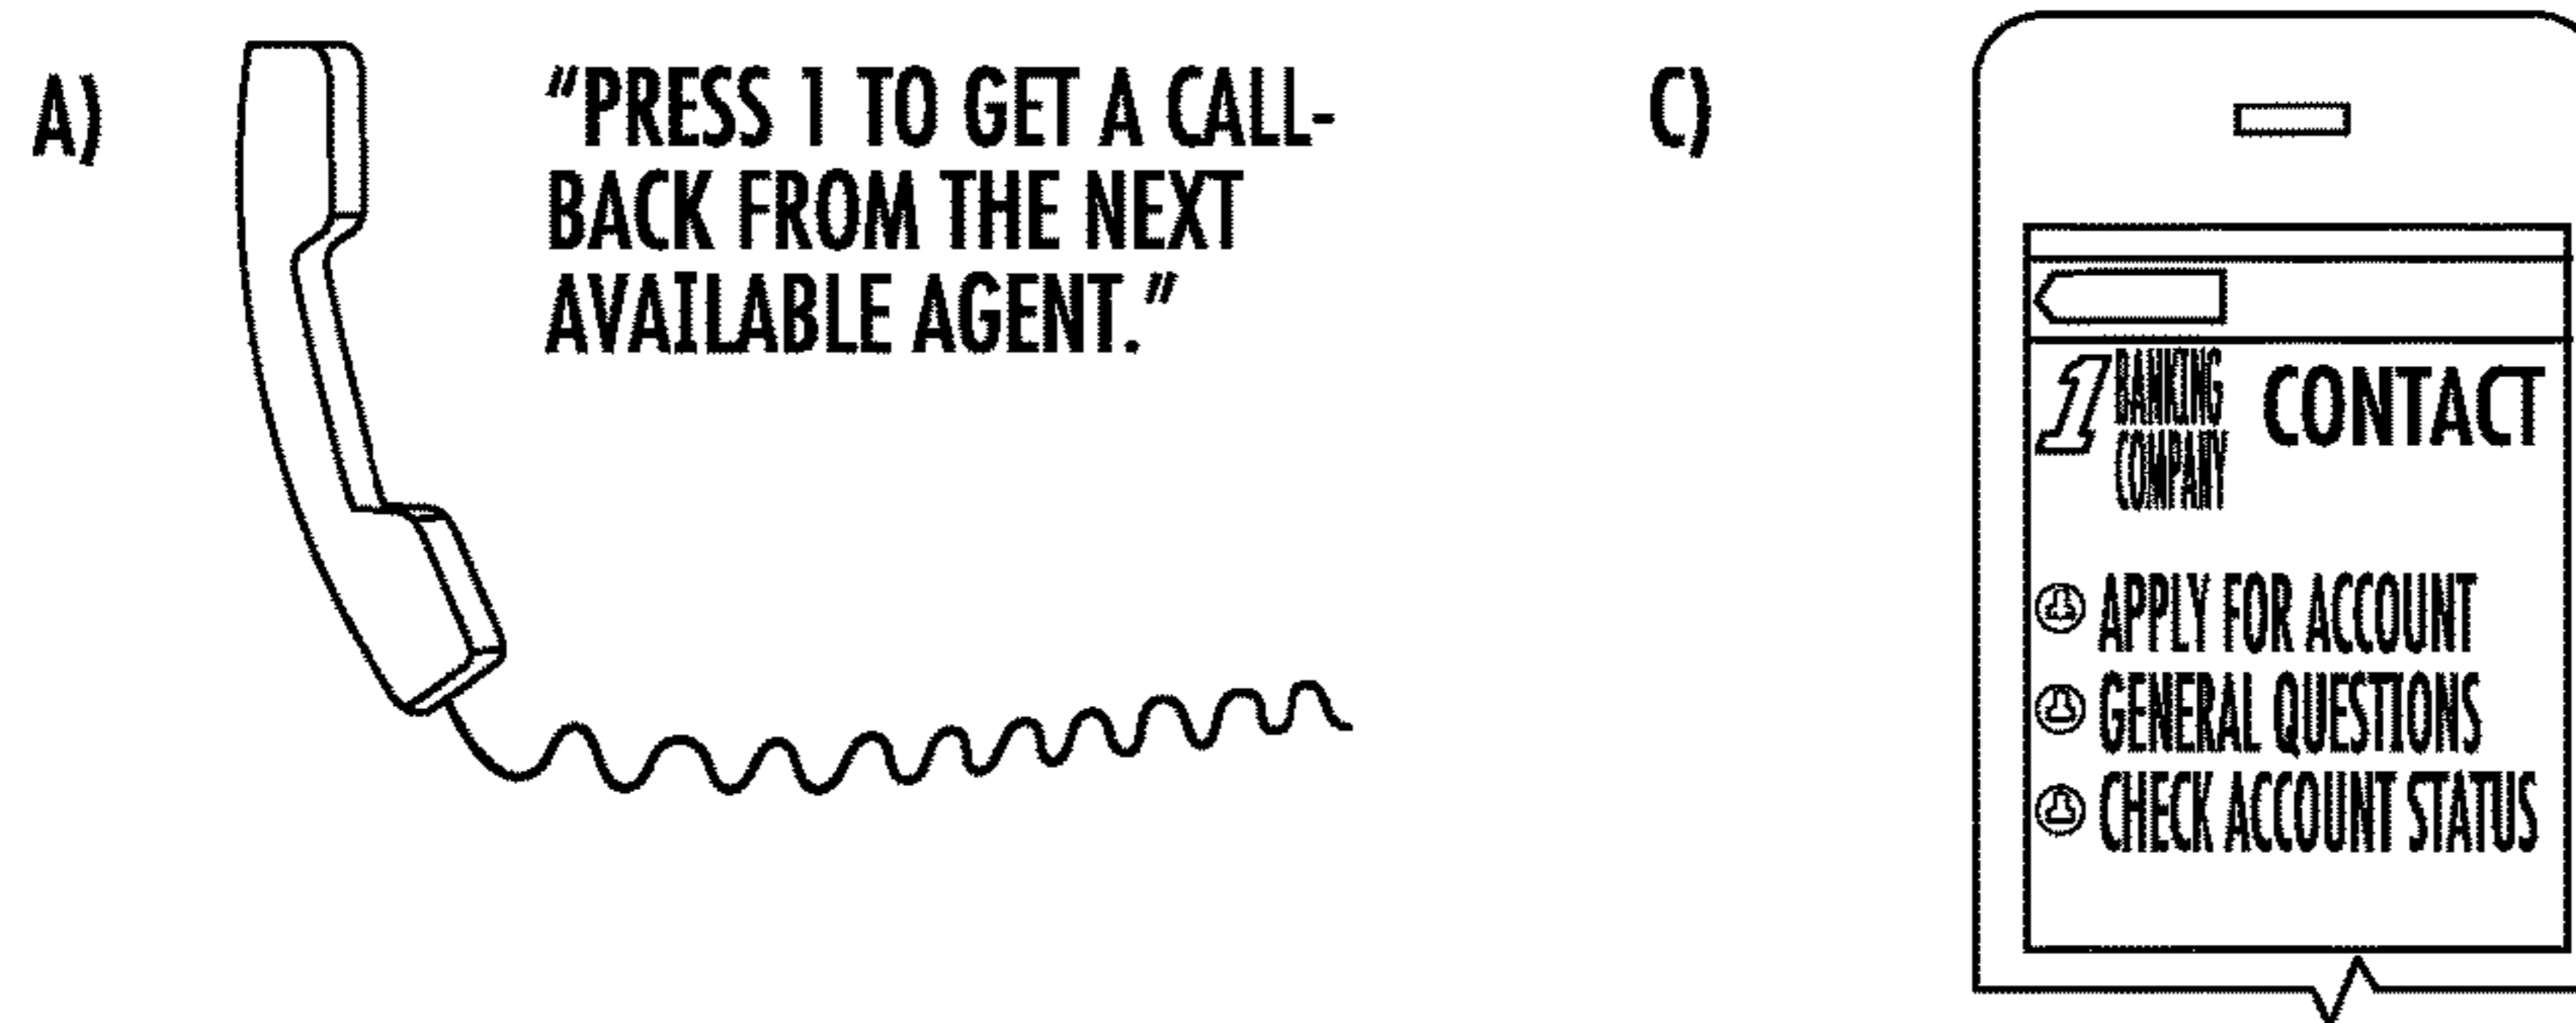 A)
"PRESS 1 TO GET A CALL-
BACK FROM THE NEXT
AVAILABLE AGENT."
C)
1 BANKING
COMPANY
CONTACT
APPLY FOR ACCOUNT
GENERAL QUESTIONS
CHECK ACCOUNT STATUS